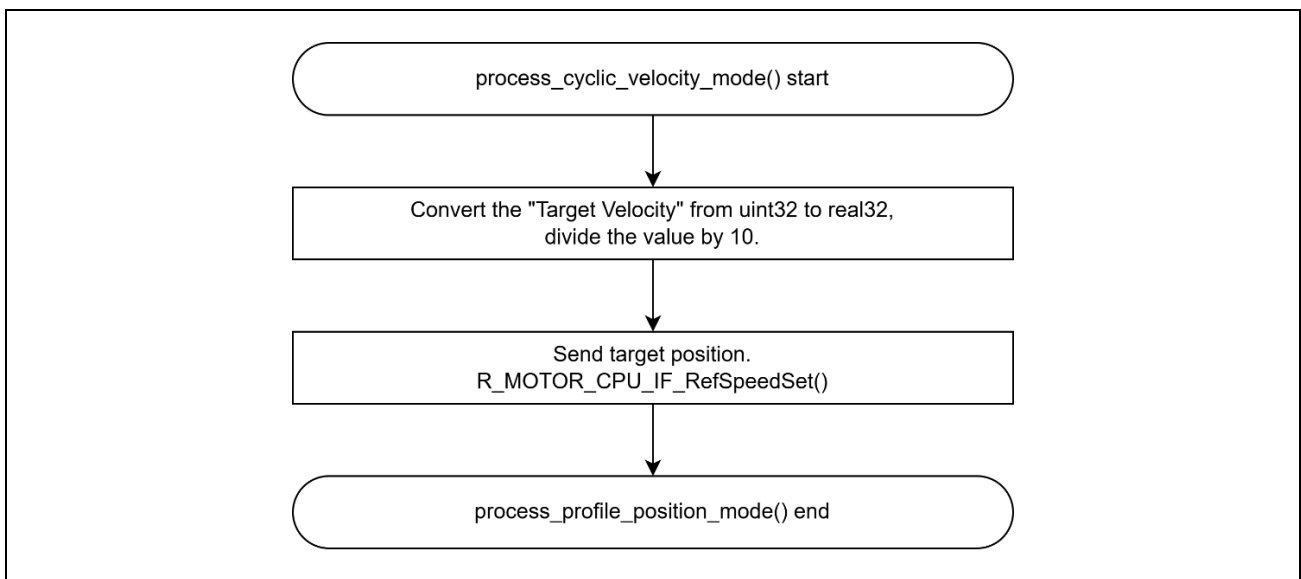 process_cyclic_velocity_mode() start
Convert the "Target Velocity" from uint32 to real32,
divide the value by 10.
Send target position.
R_MOTOR_CPU_IF_RefSpeedSet()
process_profile_position_mode() end